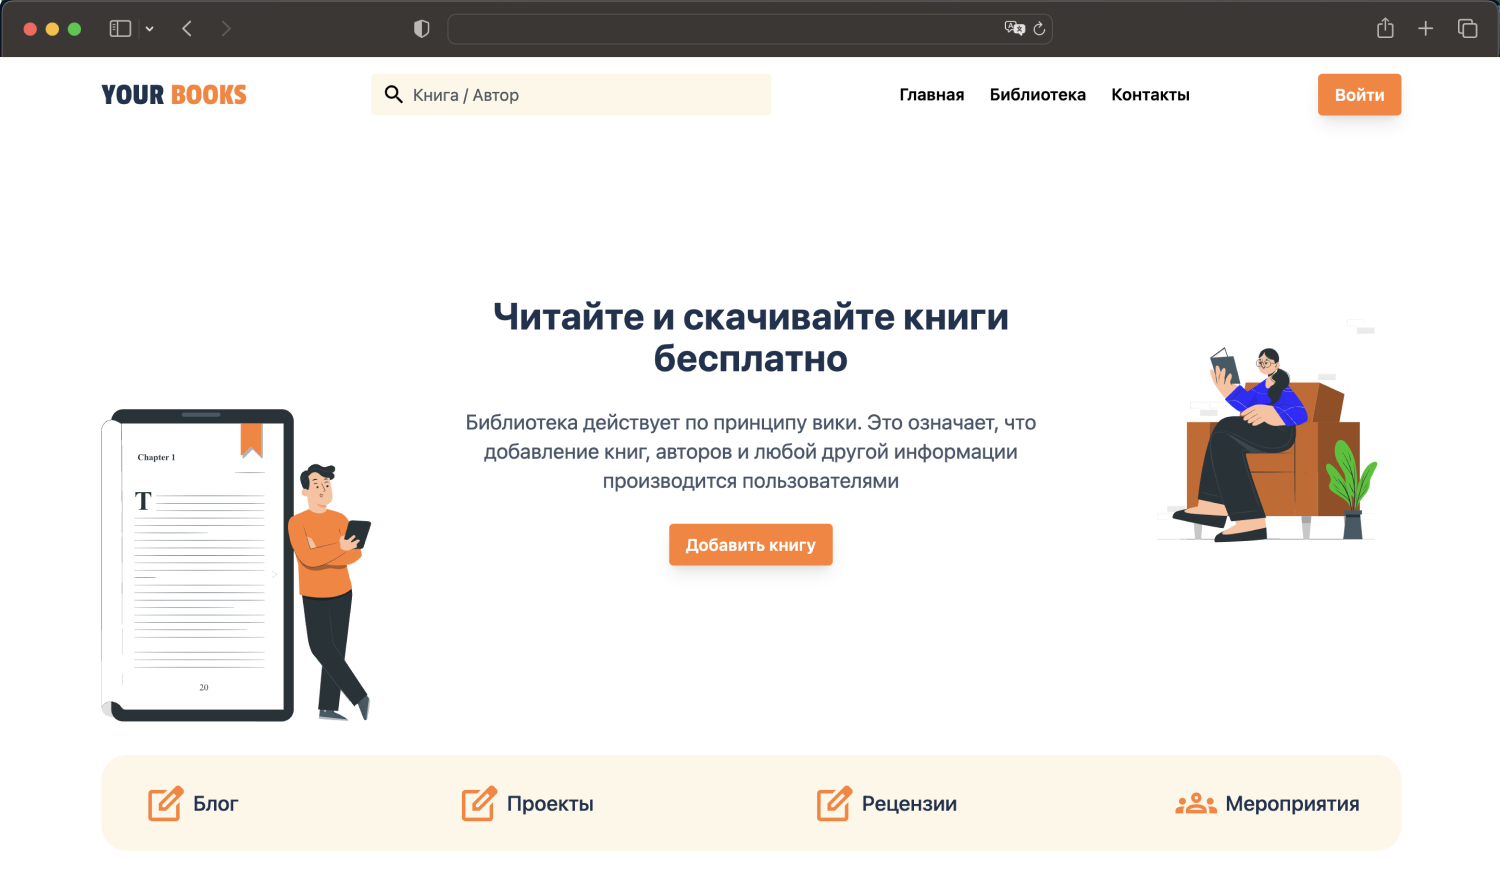 YOUR BOOKS
Книга / Автор
Главная Библиотека Контакты
Войти
Читайте и скачивайте книги
бесплатно
Библиотека действует по принципу вики. Это означает, что
добавление книг, авторов и любой другой информации
производится пользователями
Добавить книгу
Chapter 1
T
20
Блог
Проекты
Рецензии
Мероприятия